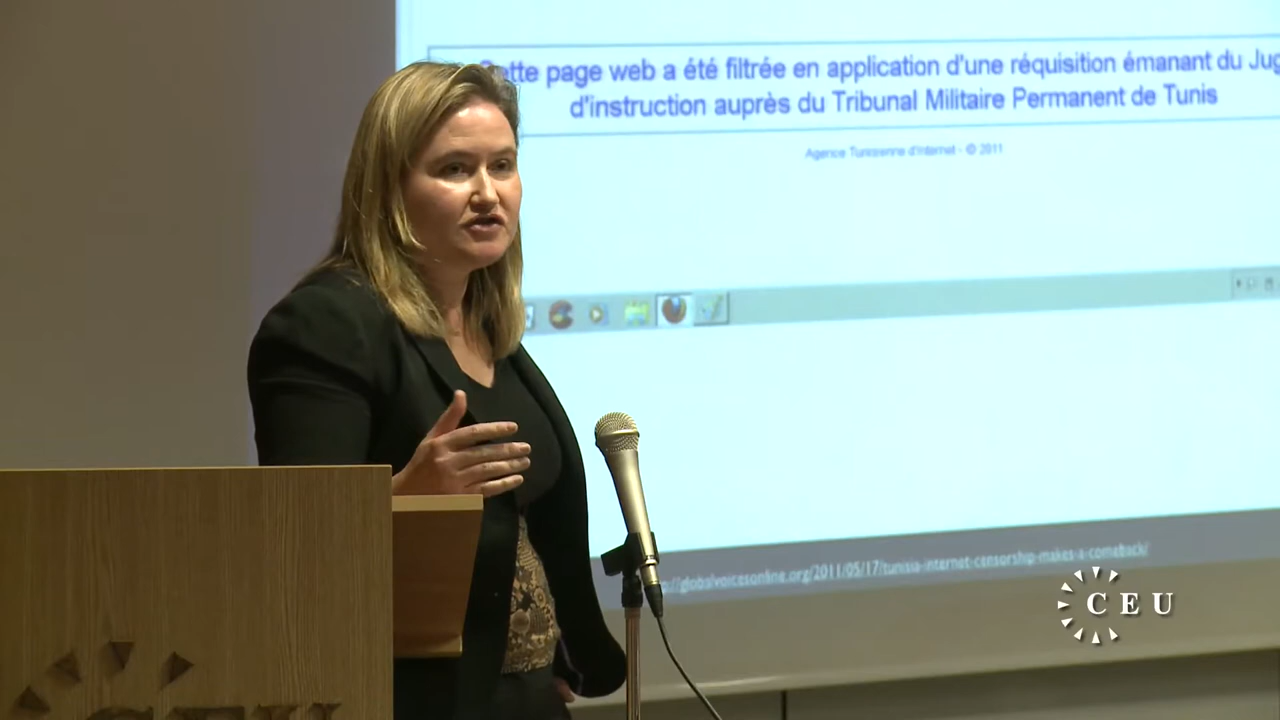 Cette page web a été filtrée en application d'une réquisition émanant du Jug
d'instruction auprès du Tribunal Militaire Permanent de Tunis
Agence Tunisienne d'Internet - © 2011
//globalvoicesonline.org/2011/05/17/tunisia-internet-censorship-makes-a-comeback/
CEU
CEU